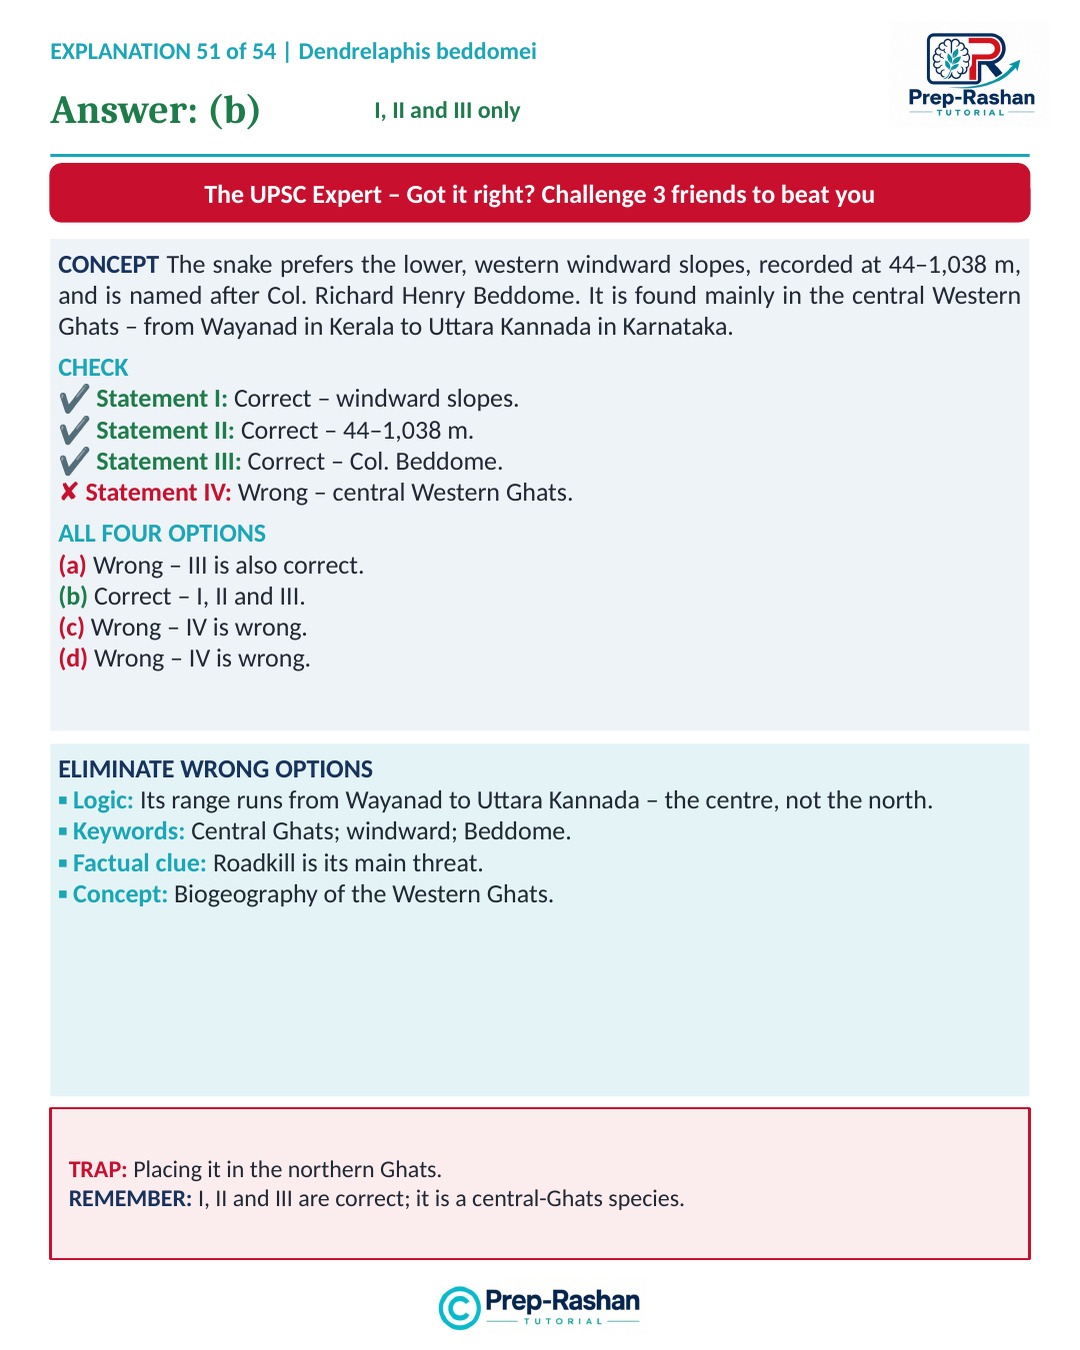 EXPLANATION 51 of 54 | Dendrelaphis beddomei
Prep-Rashan
TUTORIAL
Answer: (b) I, II and III only
The UPSC Expert – Got it right? Challenge 3 friends to beat you
CONCEPT The snake prefers the lower, western windward slopes, recorded at 44–1,038 m,
and is named after Col. Richard Henry Beddome. It is found mainly in the central Western
Ghats – from Wayanad in Kerala to Uttara Kannada in Karnataka.
CHECK
✔ Statement I: Correct – windward slopes.
✔ Statement II: Correct – 44–1,038 m.
✔ Statement III: Correct – Col. Beddome.
✘ Statement IV: Wrong – central Western Ghats.
ALL FOUR OPTIONS
(a) Wrong – III is also correct.
(b) Correct – I, II and III.
(c) Wrong – IV is wrong.
(d) Wrong – IV is wrong.
ELIMINATE WRONG OPTIONS
▪ Logic: Its range runs from Wayanad to Uttara Kannada – the centre, not the north.
▪ Keywords: Central Ghats; windward; Beddome.
▪ Factual clue: Roadkill is its main threat.
▪ Concept: Biogeography of the Western Ghats.
TRAP: Placing it in the northern Ghats.
REMEMBER: I, II and III are correct; it is a central-Ghats species.
© Prep-Rashan
TUTORIAL